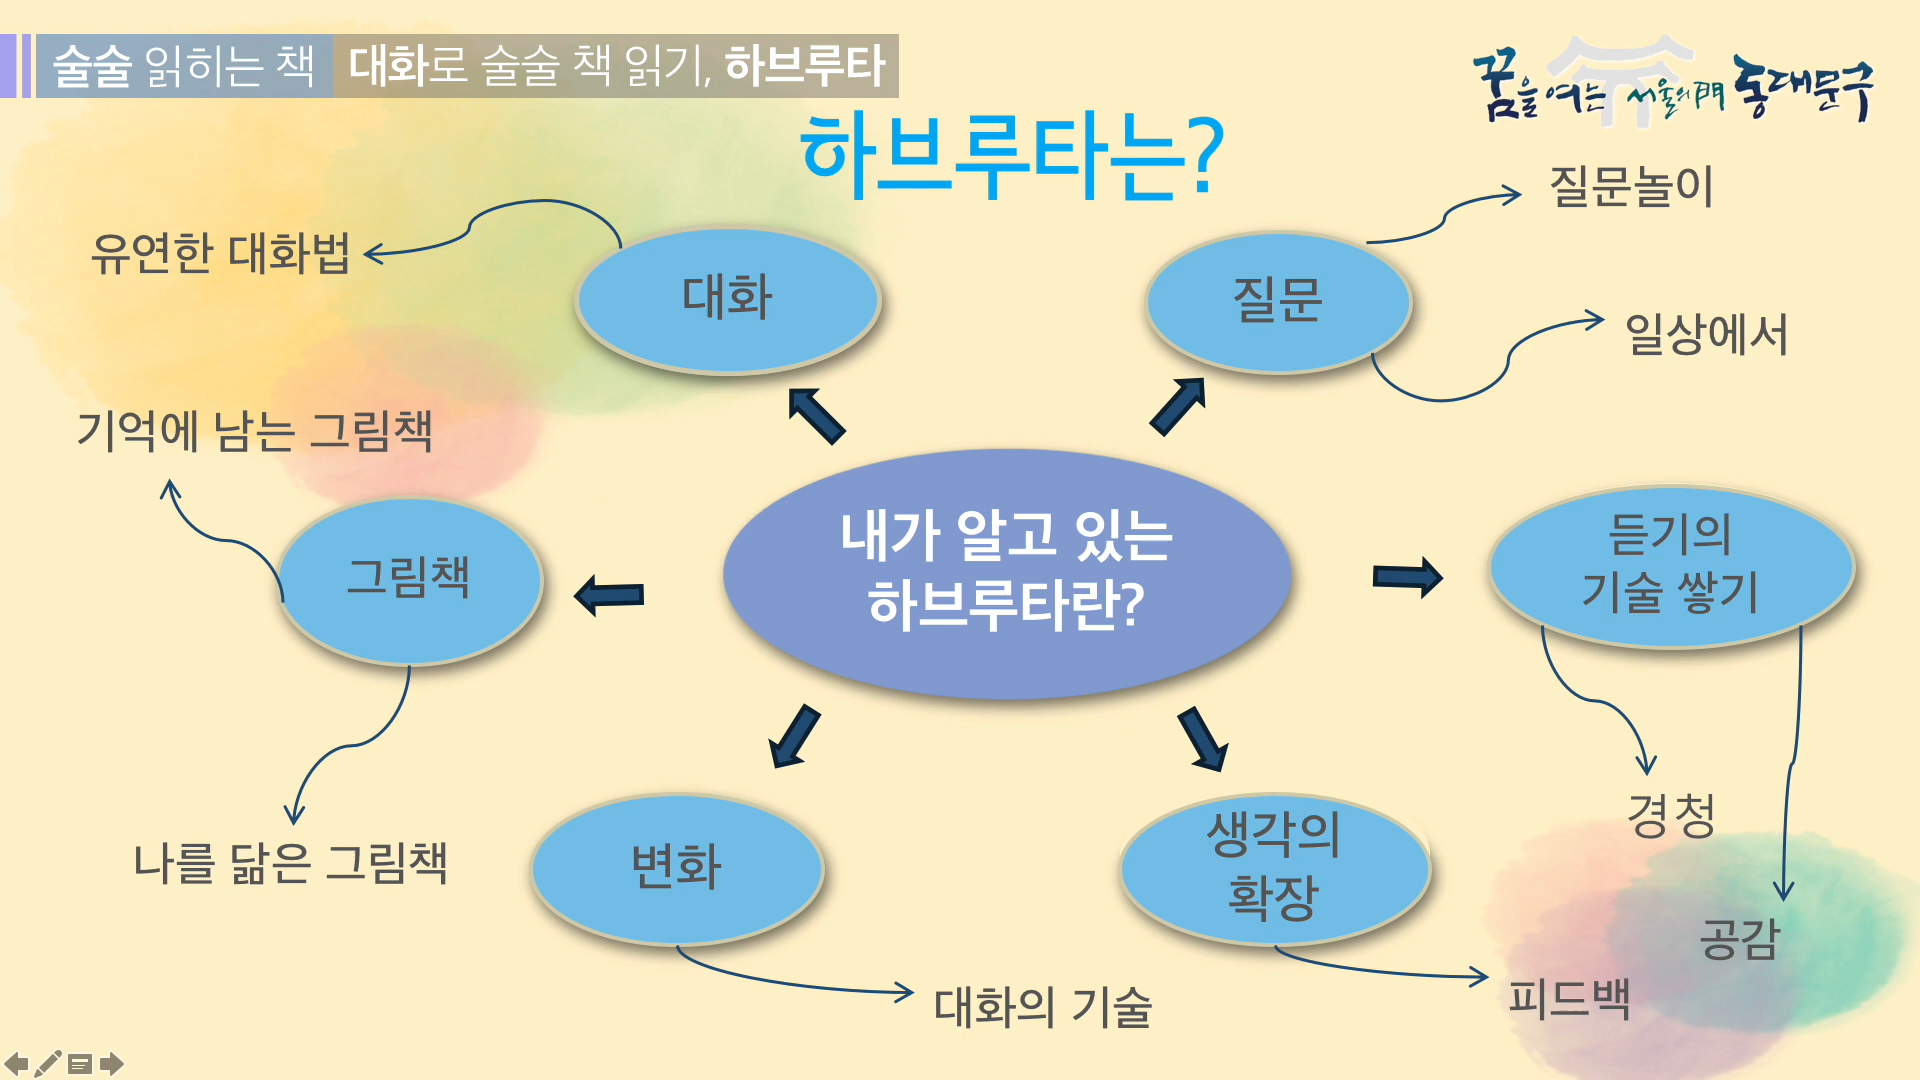 술술 읽히는 책 대화로 술술 책 읽기, 하브루타
꿈을 여는 서울의 門 동대문구
하브루타는?
질문놀이
유연한 대화법
대화
질문
일상에서
기억에 남는 그림책
내가 알고 있는
하브루타란?
듣기의
기술 쌓기
그림책
경청
나를 닮은 그림책
변화
생각의
확장
공감
대화의 기술
피드백